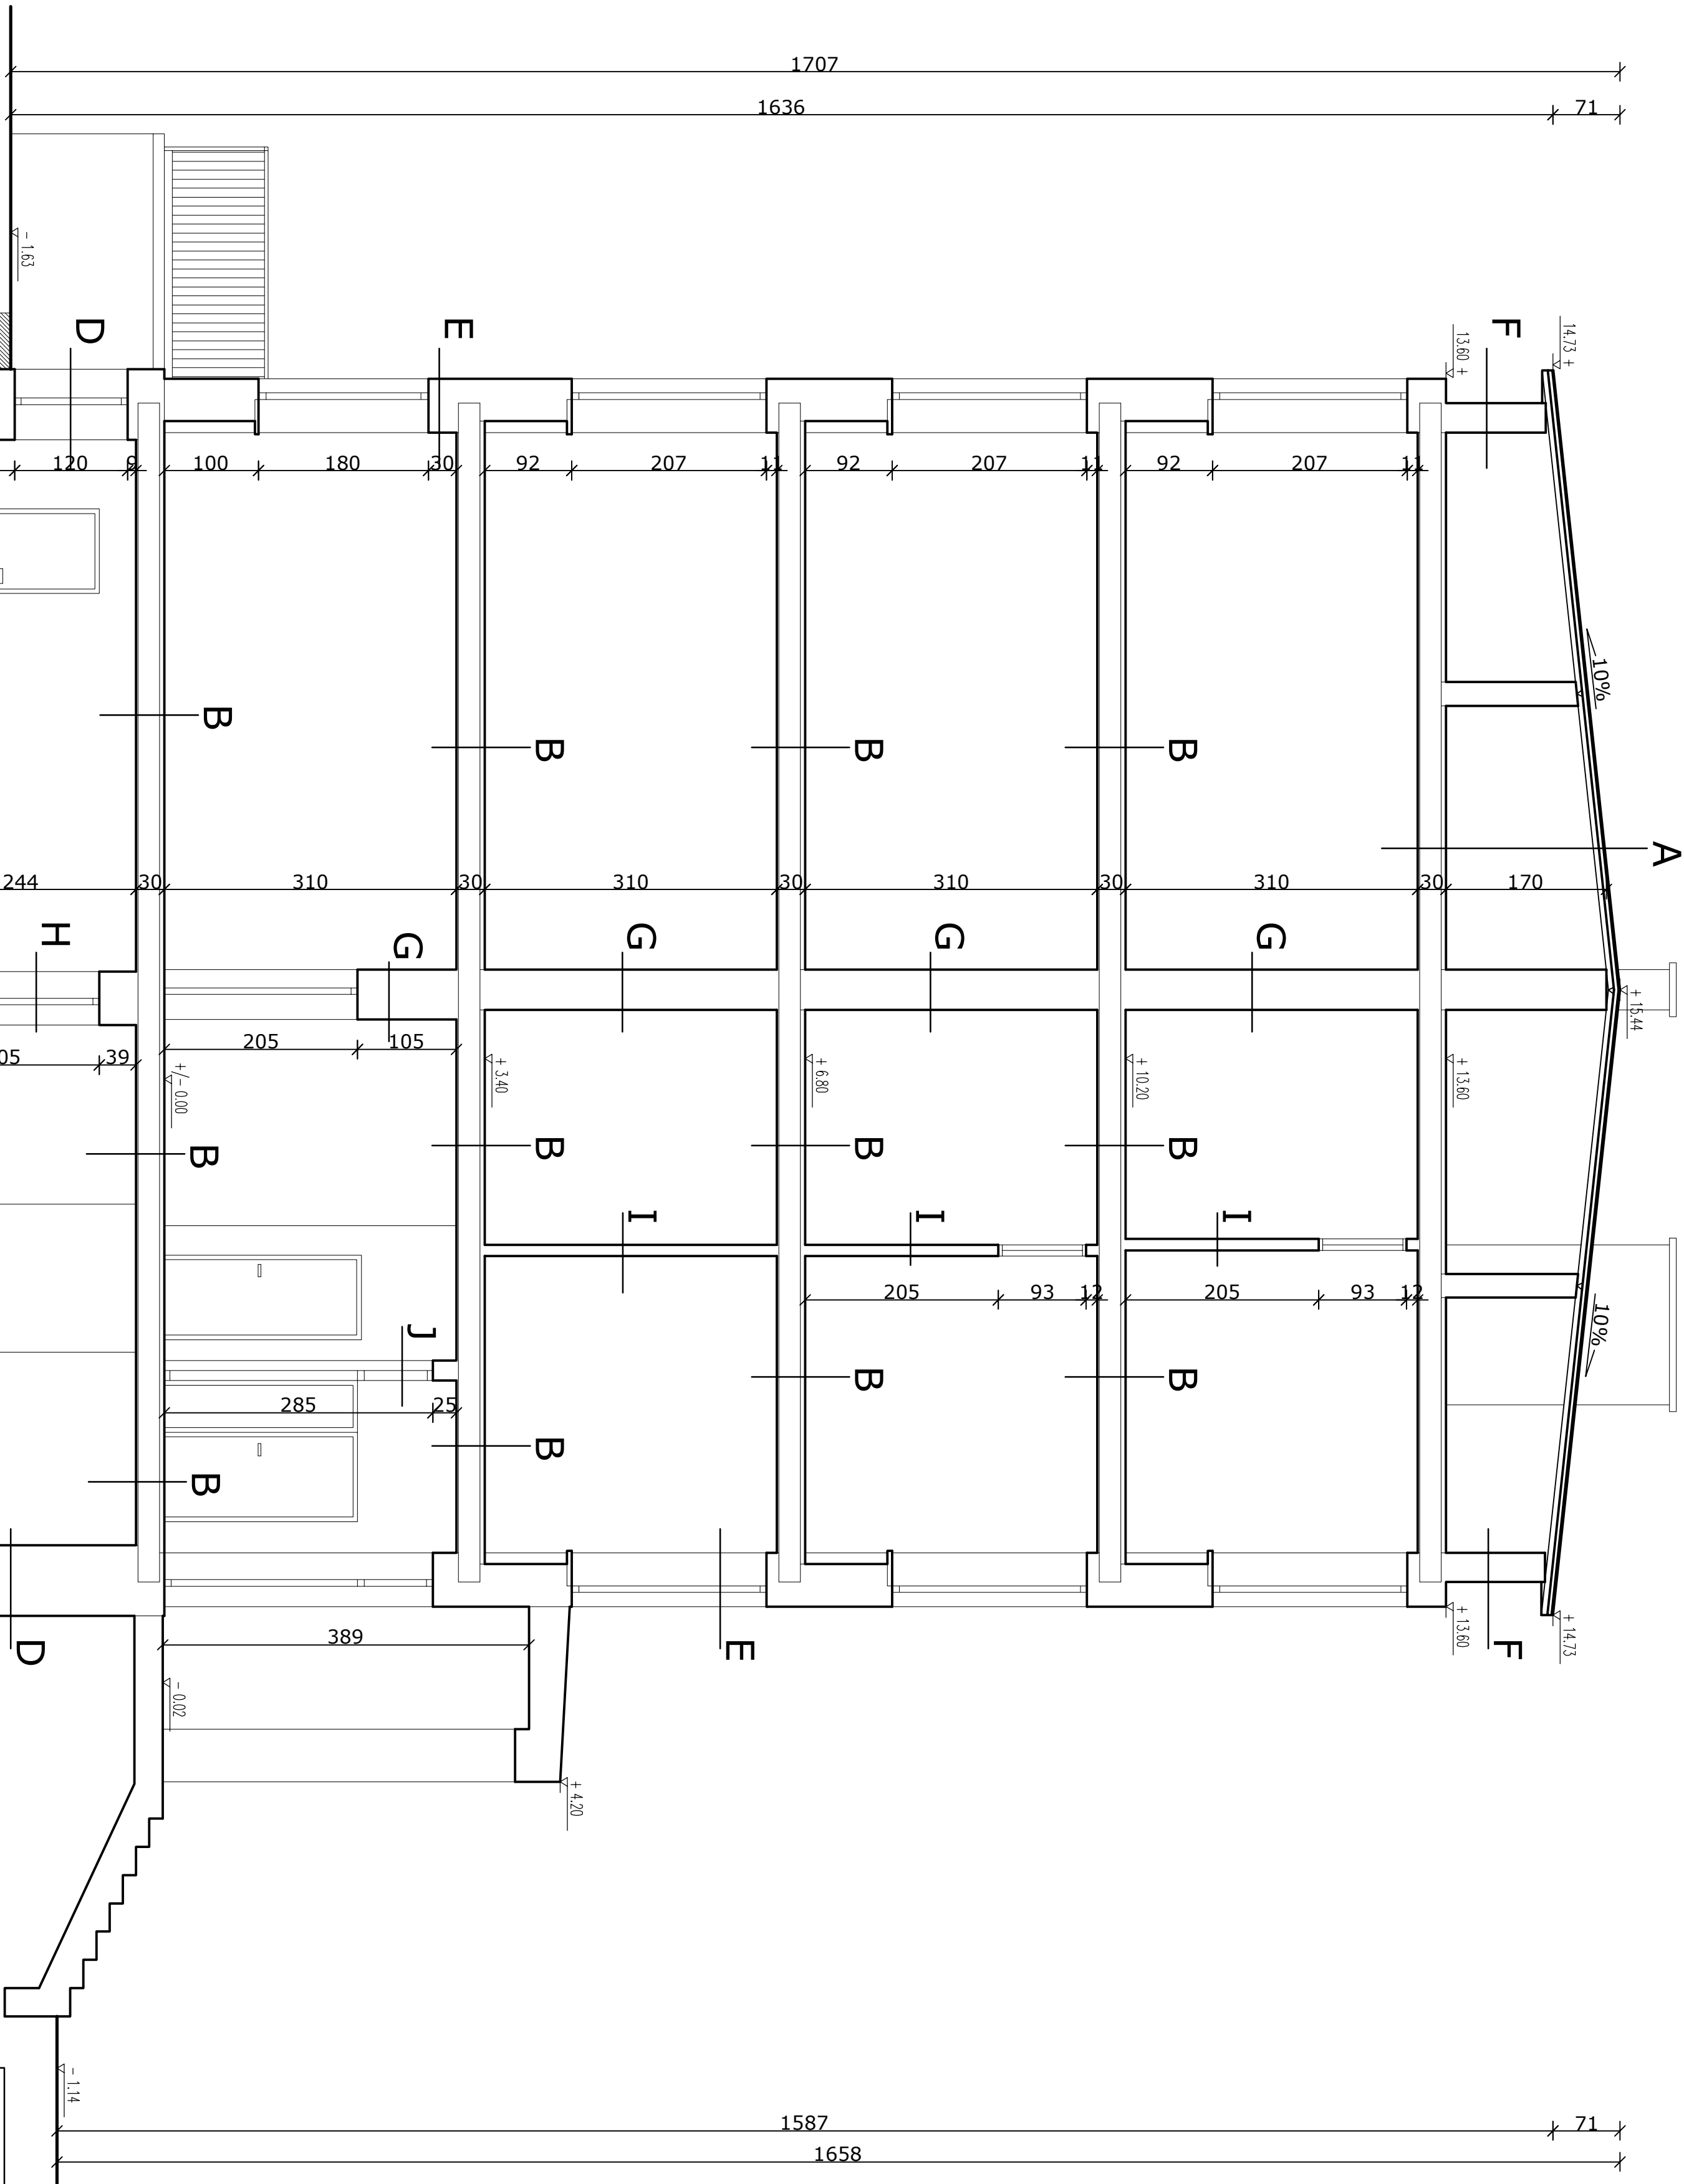 1707
1636
71
- 1.63
D
E
13.60 +
F
14.73 +
120
9
100
180
30
92
207
11
92
207
11
92
207
11
10%
B
B
B
B
A
244
30
310
30
310
30
310
30
310
30
170
H
G
G
G
G
+ 15.44
205
105
05
39
+/- 0.00
+ 3.40
+ 6.80
+ 10.20
+ 13.60
B
B
B
B
I
I
I
205
93
12
205
93
12
10%
J
B
B
285
25
B
B
D
389
E
F
+ 13.60
+ 14.73
- 0.02
+ 4.20
- 1.14
1587
71
1658